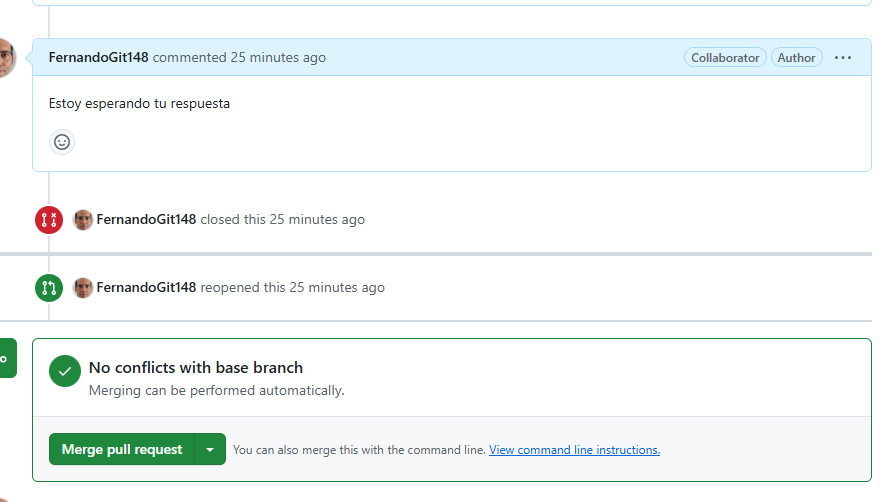 FernandoGit148 commented 25 minutes ago Collaborator Author
Estoy esperando tu respuesta
FernandoGit148 closed this 25 minutes ago
FernandoGit148 reopened this 25 minutes ago
No conflicts with base branch
Merging can be performed automatically.
Merge pull request You can also merge this with the command line. View command line instructions.